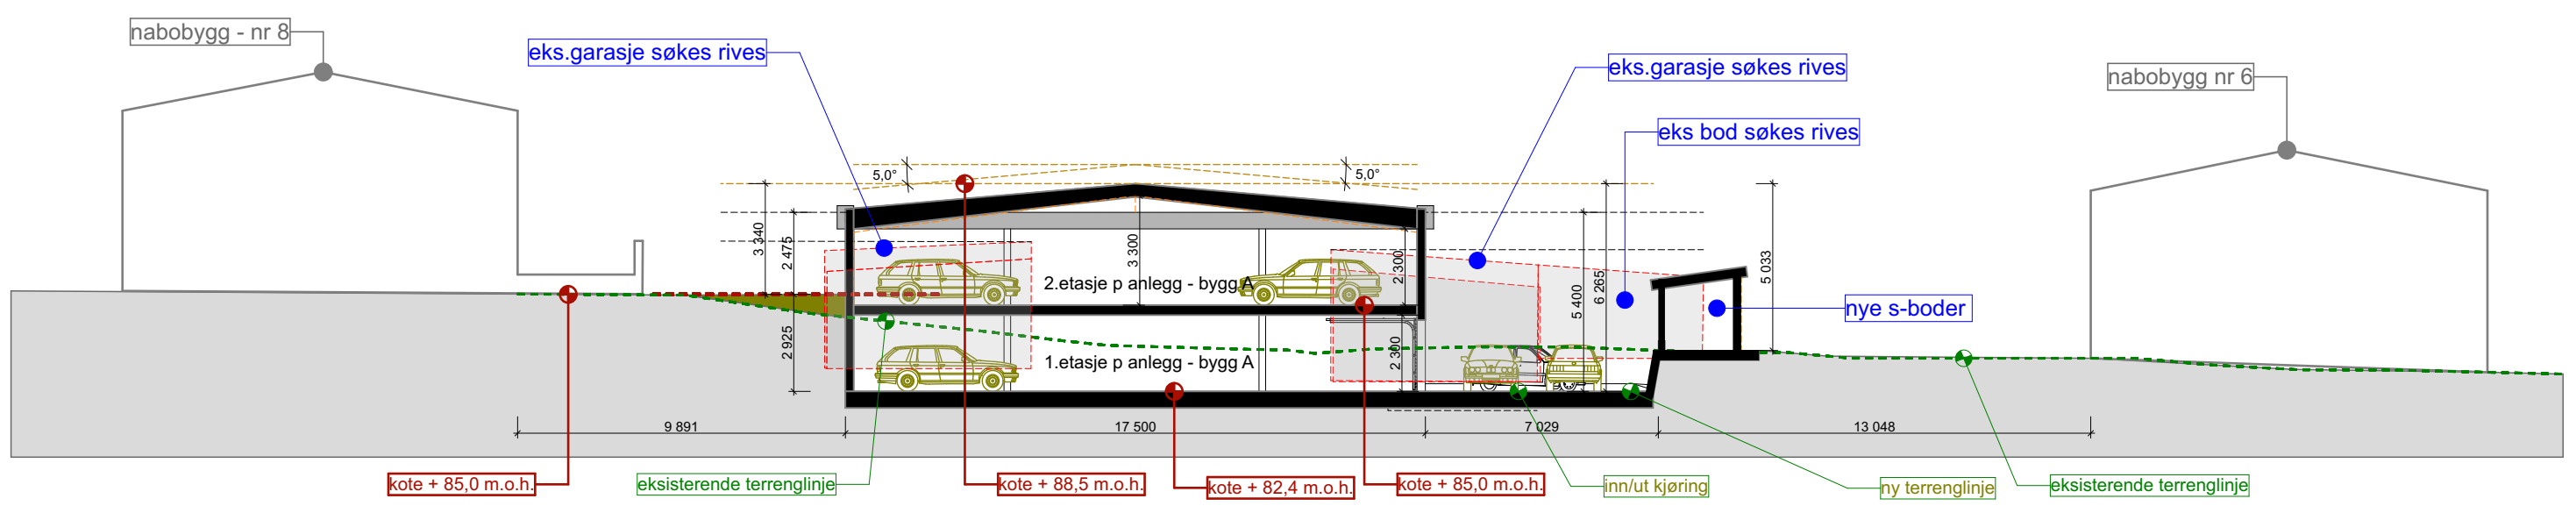 nabobygg - nr 8
eks.garasje søkes rives
eks.garasje søkes rives
nabobygg nr 6
eks bod søkes rives
5,0°
5,0°
3 340
2 475
3 300
2 300
5 400
6 265
5 033
2.etasje p anlegg - bygg A
nye s-boder
2 925
1.etasje p anlegg - bygg A
2 300
9 891
17 500
7 029
13 048
kote + 85,0 m.o.h.
eksisterende terrenglinje
kote + 88,5 m.o.h.
kote + 82,4 m.o.h.
kote + 85,0 m.o.h.
inn/ut kjøring
ny terrenglinje
eksisterende terrenglinje